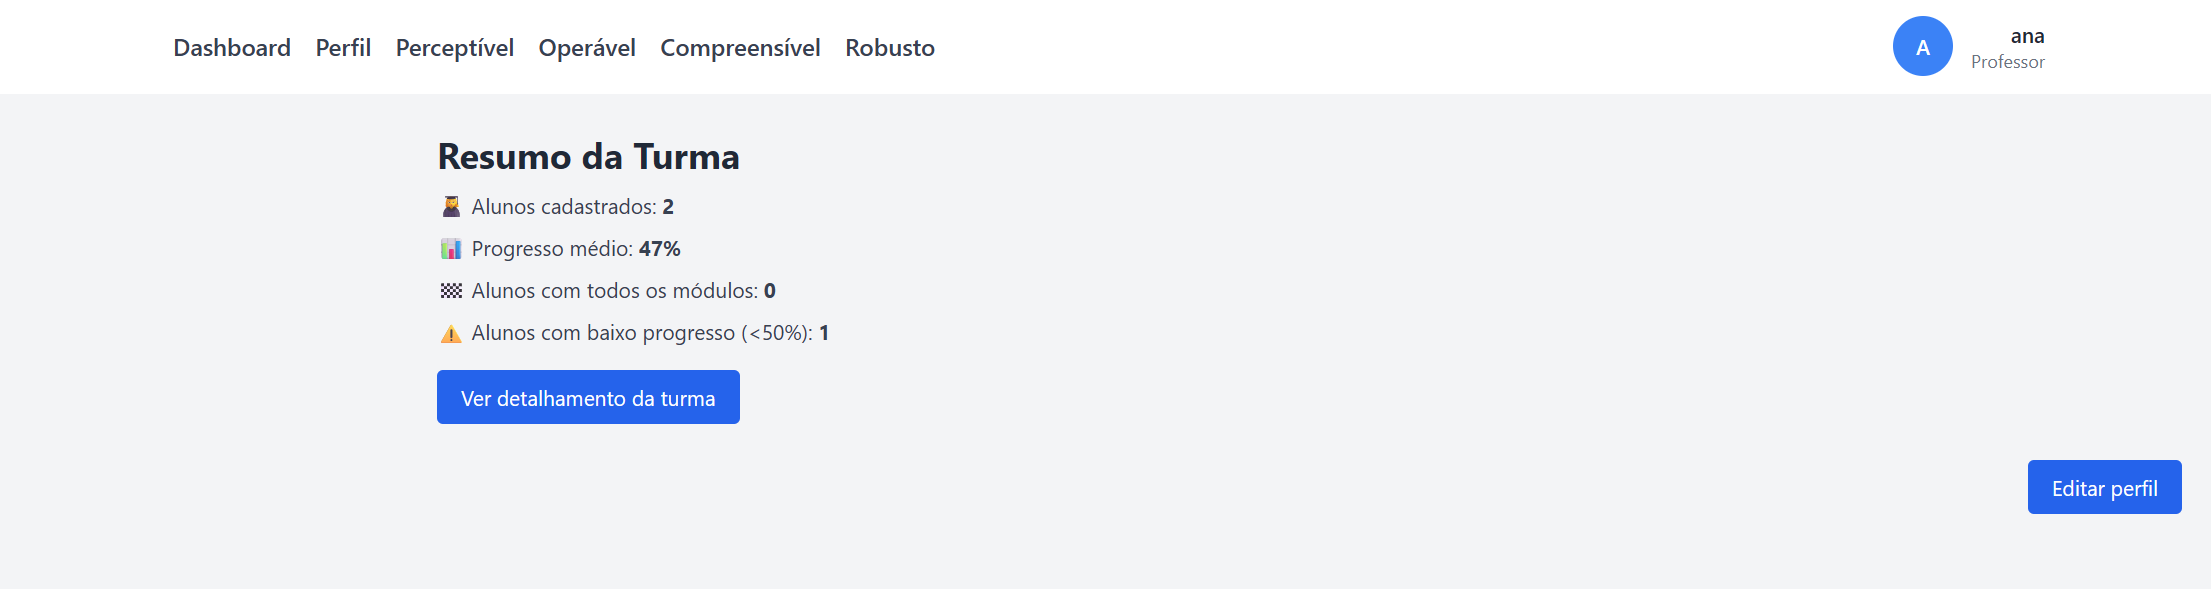 Dashboard Perfil Perceptível Operável Compreensível Robusto
A
ana
Professor
Resumo da Turma
Alunos cadastrados: 2
Progresso médio: 47%
Alunos com todos os módulos: 0
Alunos com baixo progresso (<50%): 1
Ver detalhamento da turma
Editar perfil